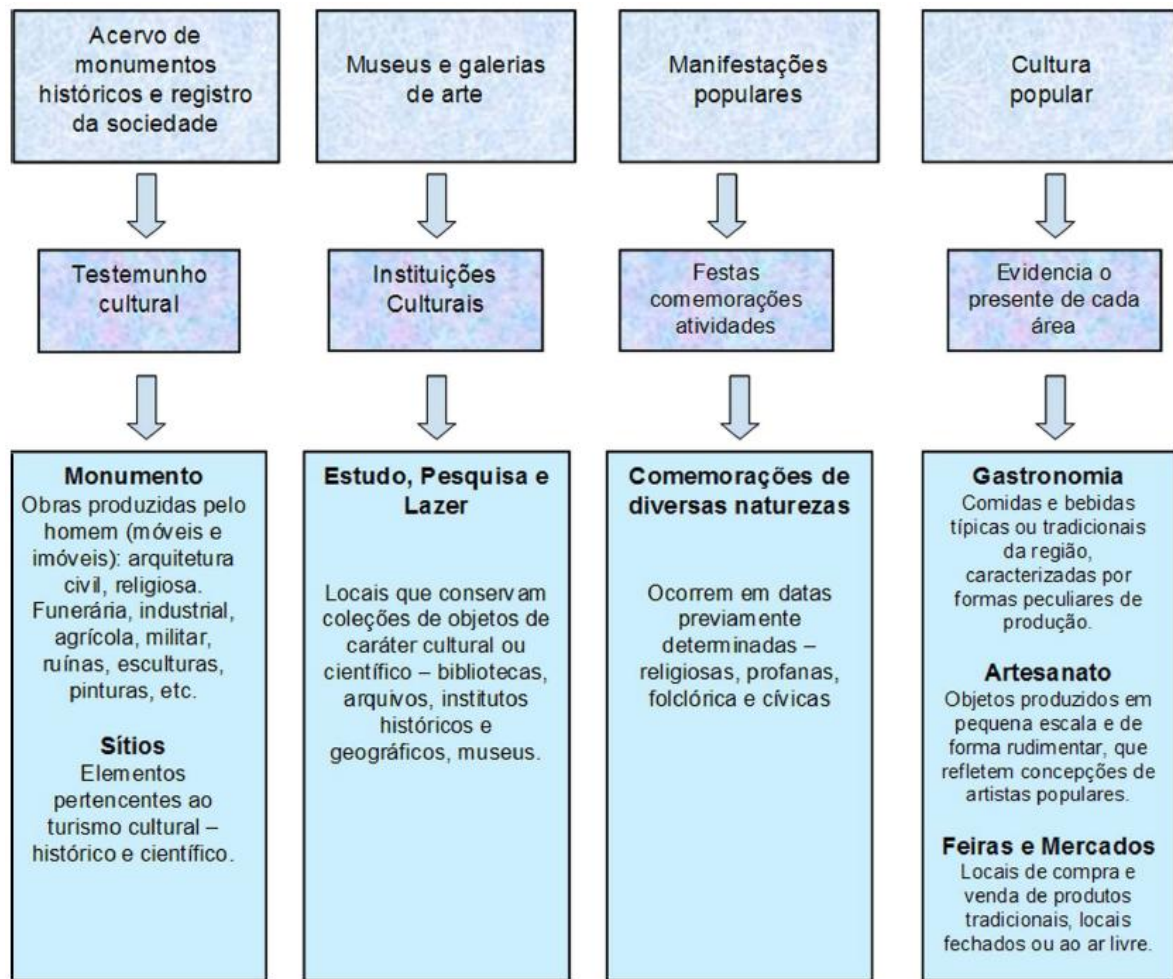 Acervo de
monumentos
históricos e registro
da sociedade
Testemunho
cultural
Monumento
Obras produzidas pelo
homem (móveis e
imóveis): arquitetura
civil, religiosa.
Funerária, industrial,
agrícola, militar,
ruínas, esculturas,
pinturas, etc.
Sítios
Elementos
pertencentes ao
turismo cultural –
histórico e científico.
Museus e galerias
de arte
Instituições
Culturais
Estudo, Pesquisa e
Lazer
Locais que conservam
coleções de objetos de
caráter cultural ou
científico – bibliotecas,
arquivos, institutos
históricos e
geográficos, museus.
Manifestações
populares
Festas
comemorações
atividades
Comemorações de
diversas naturezas
Ocorrem em datas
previamente
determinadas –
religiosas, profanas,
folclórica e cívicas
Cultura
popular
Evidencia o
presente de cada
área
Gastronomia
Comidas e bebidas
típicas ou tradicionais
da região,
caracterizadas por
formas peculiares de
produção.
Artesanato
Objetos produzidos em
pequena escala e de
forma rudimentar, que
refletem concepções de
artistas populares.
Feiras e Mercados
Locais de compra e
venda de produtos
tradicionais, locais
fechados ou ao ar livre.